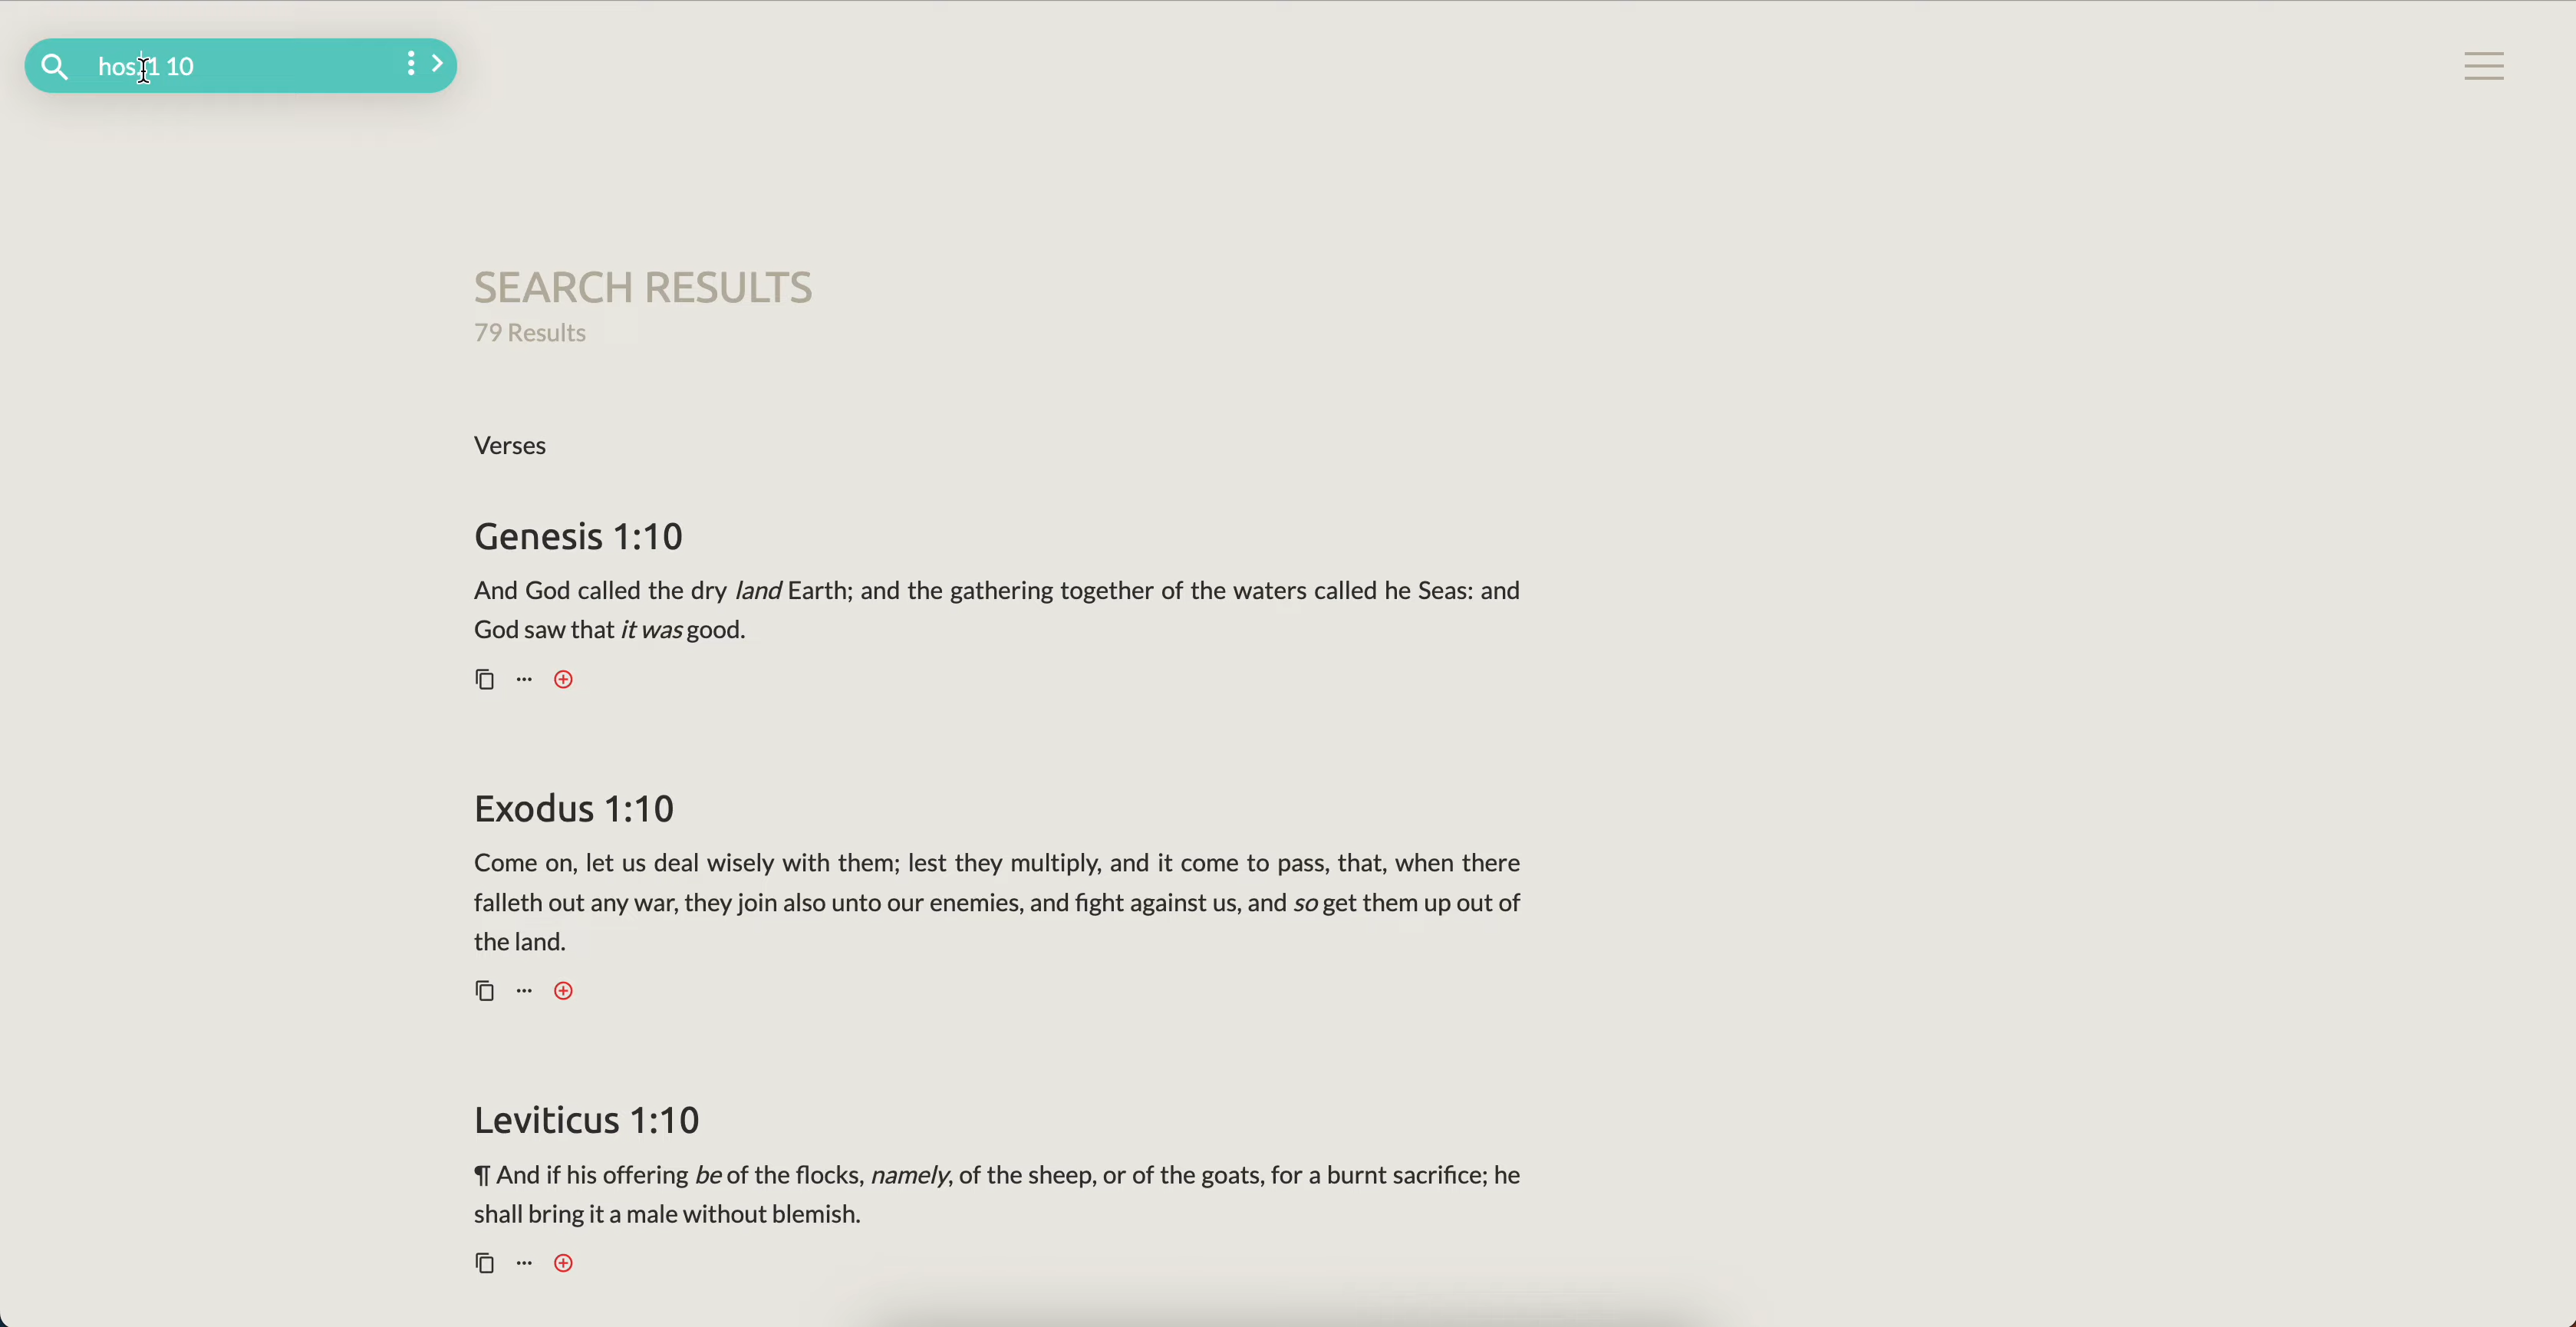 hos. 1 10
SEARCH RESULTS
79 Results
Verses
Genesis 1:10
And God called the dry land Earth; and the gathering together of the waters called he Seas: and
God saw that it was good.
Exodus 1:10
Come on, let us deal wisely with them; lest they multiply, and it come to pass, that, when there
falleth out any war, they join also unto our enemies, and fight against us, and so get them up out of
the land.
Leviticus 1:10
¶ And if his offering be of the flocks, namely, of the sheep, or of the goats, for a burnt sacrifice; he
shall bring it a male without blemish.